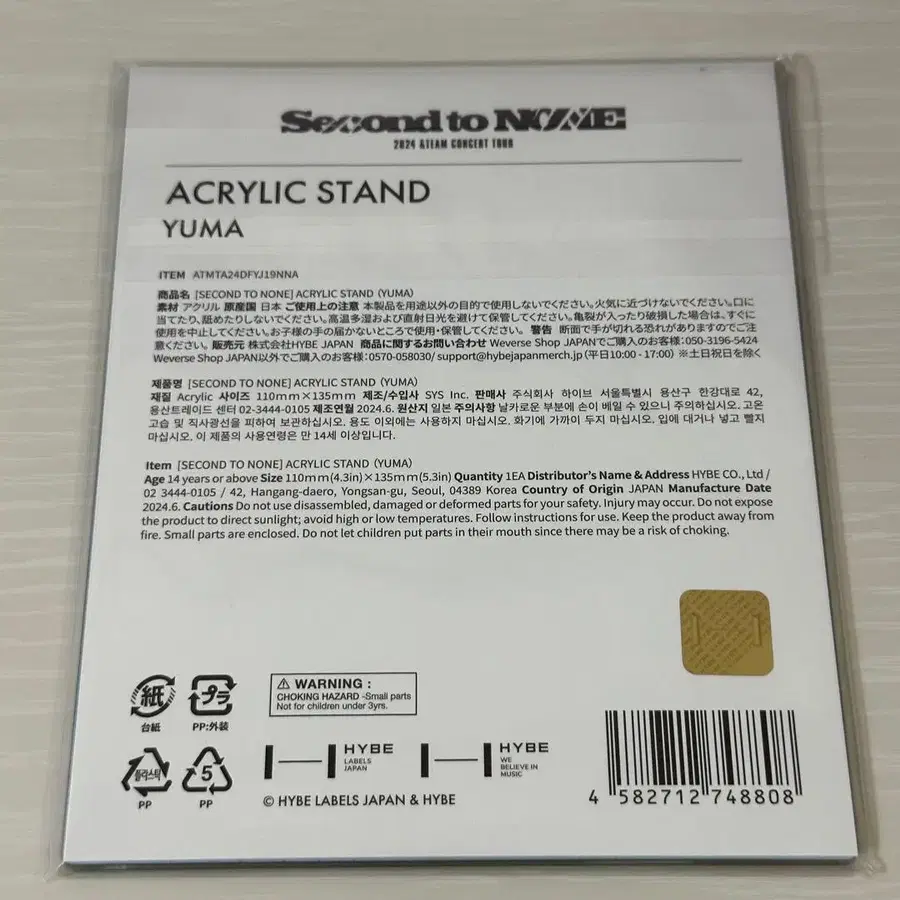 Second to NONE
2024 &TEAM CONCERT TOUR
ACRYLIC STAND
YUMA
ITEM ATMTA24DFYJ19NNA
商品名 [SECOND TO NONE] ACRYLIC STAND (YUMA)
素材 アクリル 原産国 日本 ご使用上の注意 本製品を用途以外の目的で使用しないでください。火気に近づけないでください。口に
当てたり、舐めたりしないでください。高温多湿および直射日光を避けて保管してください。亀裂が入ったり破損した場合は、すぐに
使用を中止してください。お子様の手の届かないところで使用・保管してください。 警告 断面で手が切れる恐れがありますのでご注
意ください。販売元 株式会社HYBE JAPAN 商品に関するお問い合わせ Weverse Shop JAPANでご購入のお客様：050-3196-5424
Weverse Shop JAPAN以外でご購入のお客様：0570-058030/ support@hybejapanmerch.jp (平日10:00 - 17:00) ※土日祝日を除く
제품명 [SECOND TO NONE] ACRYLIC STAND (YUMA)
재질 Acrylic 사이즈 110mm×135mm 제조/수입사 SYS Inc. 판매사 주식회사 하이브 서울특별시 용산구 한강대로 42,
용산트레이드 센터 02-3444-0105 제조연월 2024.6. 원산지 일본 주의사항 날카로운 부분에 손이 베일 수 있으니 주의하십시오. 고온
고습 및 직사광선을 피하여 보관하십시오. 용도 이외에는 사용하지 마십시오. 화기에 가까이 두지 마십시오. 입에 대거나 넣고 빨지
마십시오. 이 제품의 사용연령은 만 14세 이상입니다.
Item [SECOND TO NONE] ACRYLIC STAND (YUMA)
Age 14 years or above Size 110mm(4.3in)×135mm(5.3in) Quantity 1EA Distributor's Name & Address HYBE CO., Ltd /
02 3444-0105 / 42, Hangang-daero, Yongsan-gu, Seoul, 04389 Korea Country of Origin JAPAN Manufacture Date
2024.6. Cautions Do not use disassembled, damaged or deformed parts for your safety. Injury may occur. Do not expose
the product to direct sunlight; avoid high or low temperatures. Follow instructions for use. Keep the product away from
fire. Small parts are enclosed. Do not let children put parts in their mouth since there may be a risk of choking.
紙
台紙
プラ
PP:外装
⚠ WARNING :
CHOKING HAZARD -Small parts
Not for children under 3yrs.
플라스틱
PP
5
PP
HYBE
LABELS
JAPAN
HYBE
WE
BELIEVE IN
MUSIC
© HYBE LABELS JAPAN & HYBE
4 582712 748808